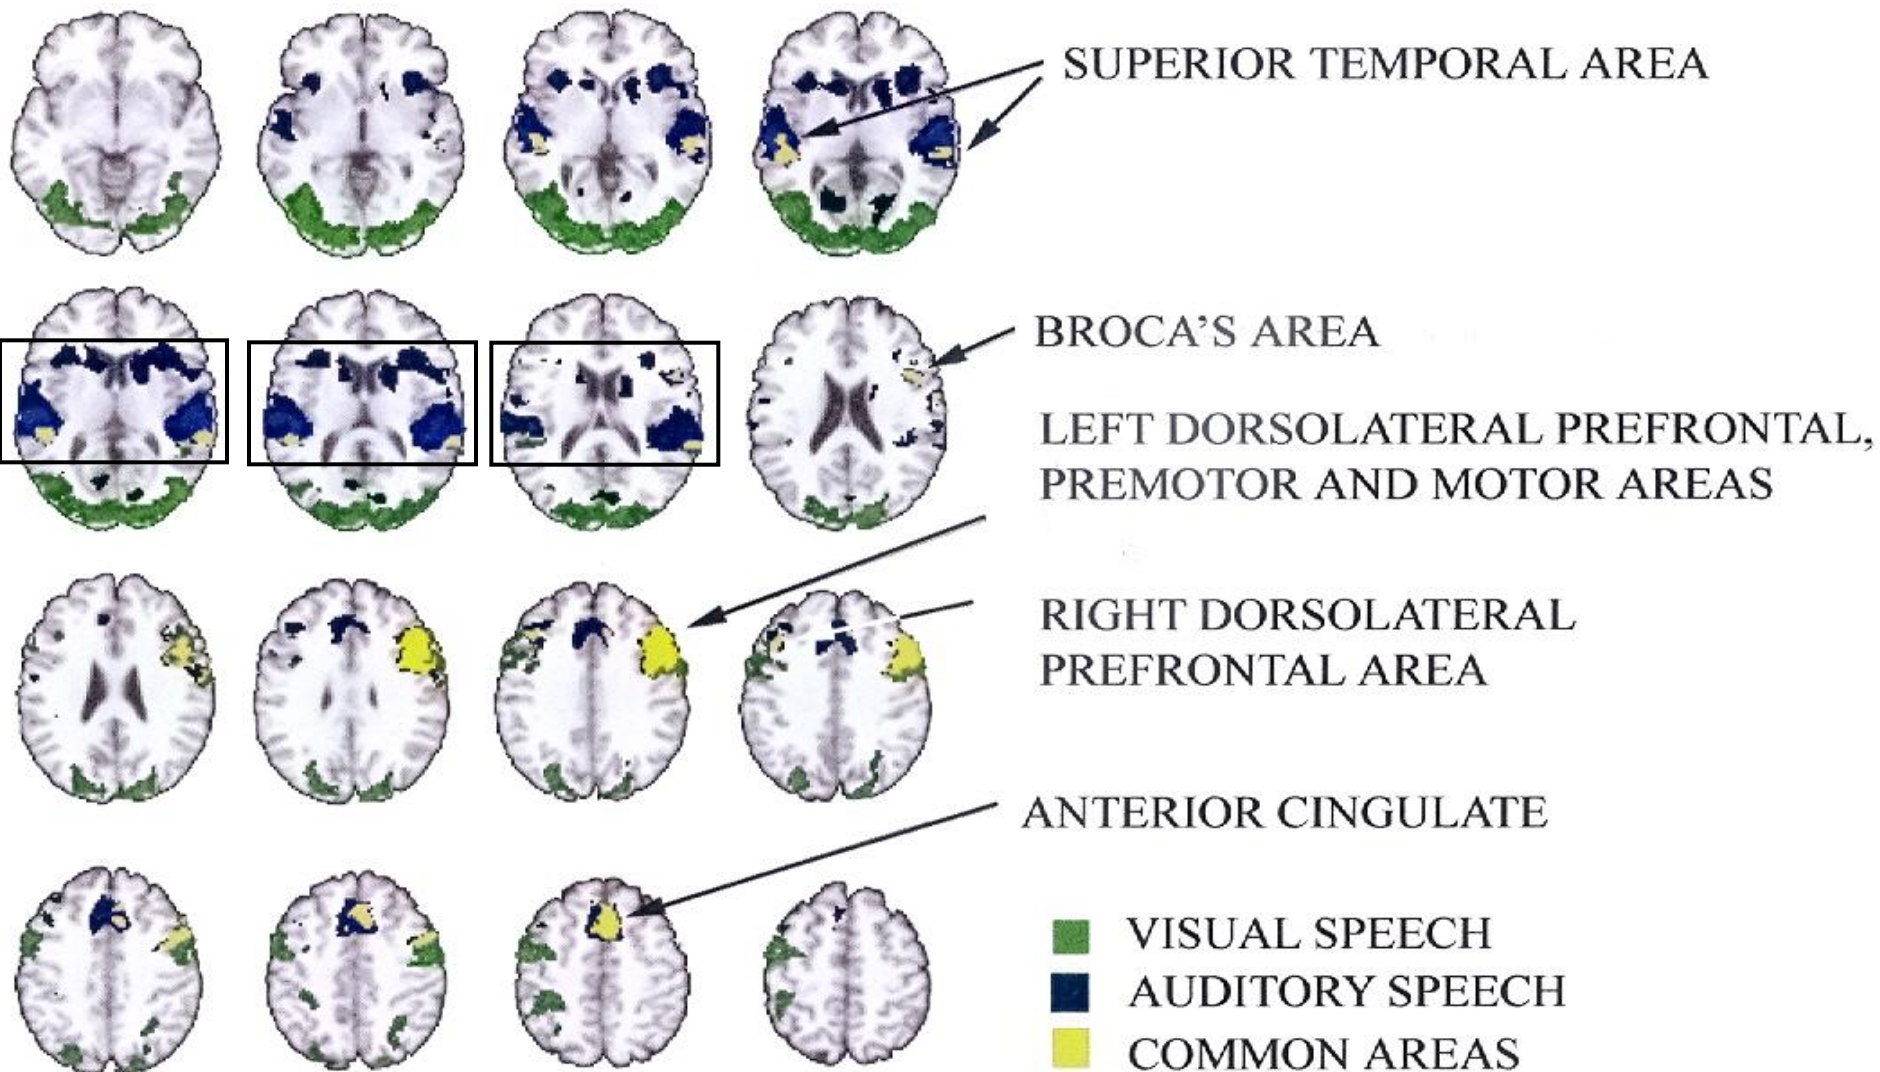 SUPERIOR TEMPORAL AREA
BROCA'S AREA
LEFT DORSOLATERAL PREFRONTAL,
PREMOTOR AND MOTOR AREAS
RIGHT DORSOLATERAL
PREFRONTAL AREA
ANTERIOR CINGULATE
VISUAL SPEECH
AUDITORY SPEECH
COMMON AREAS